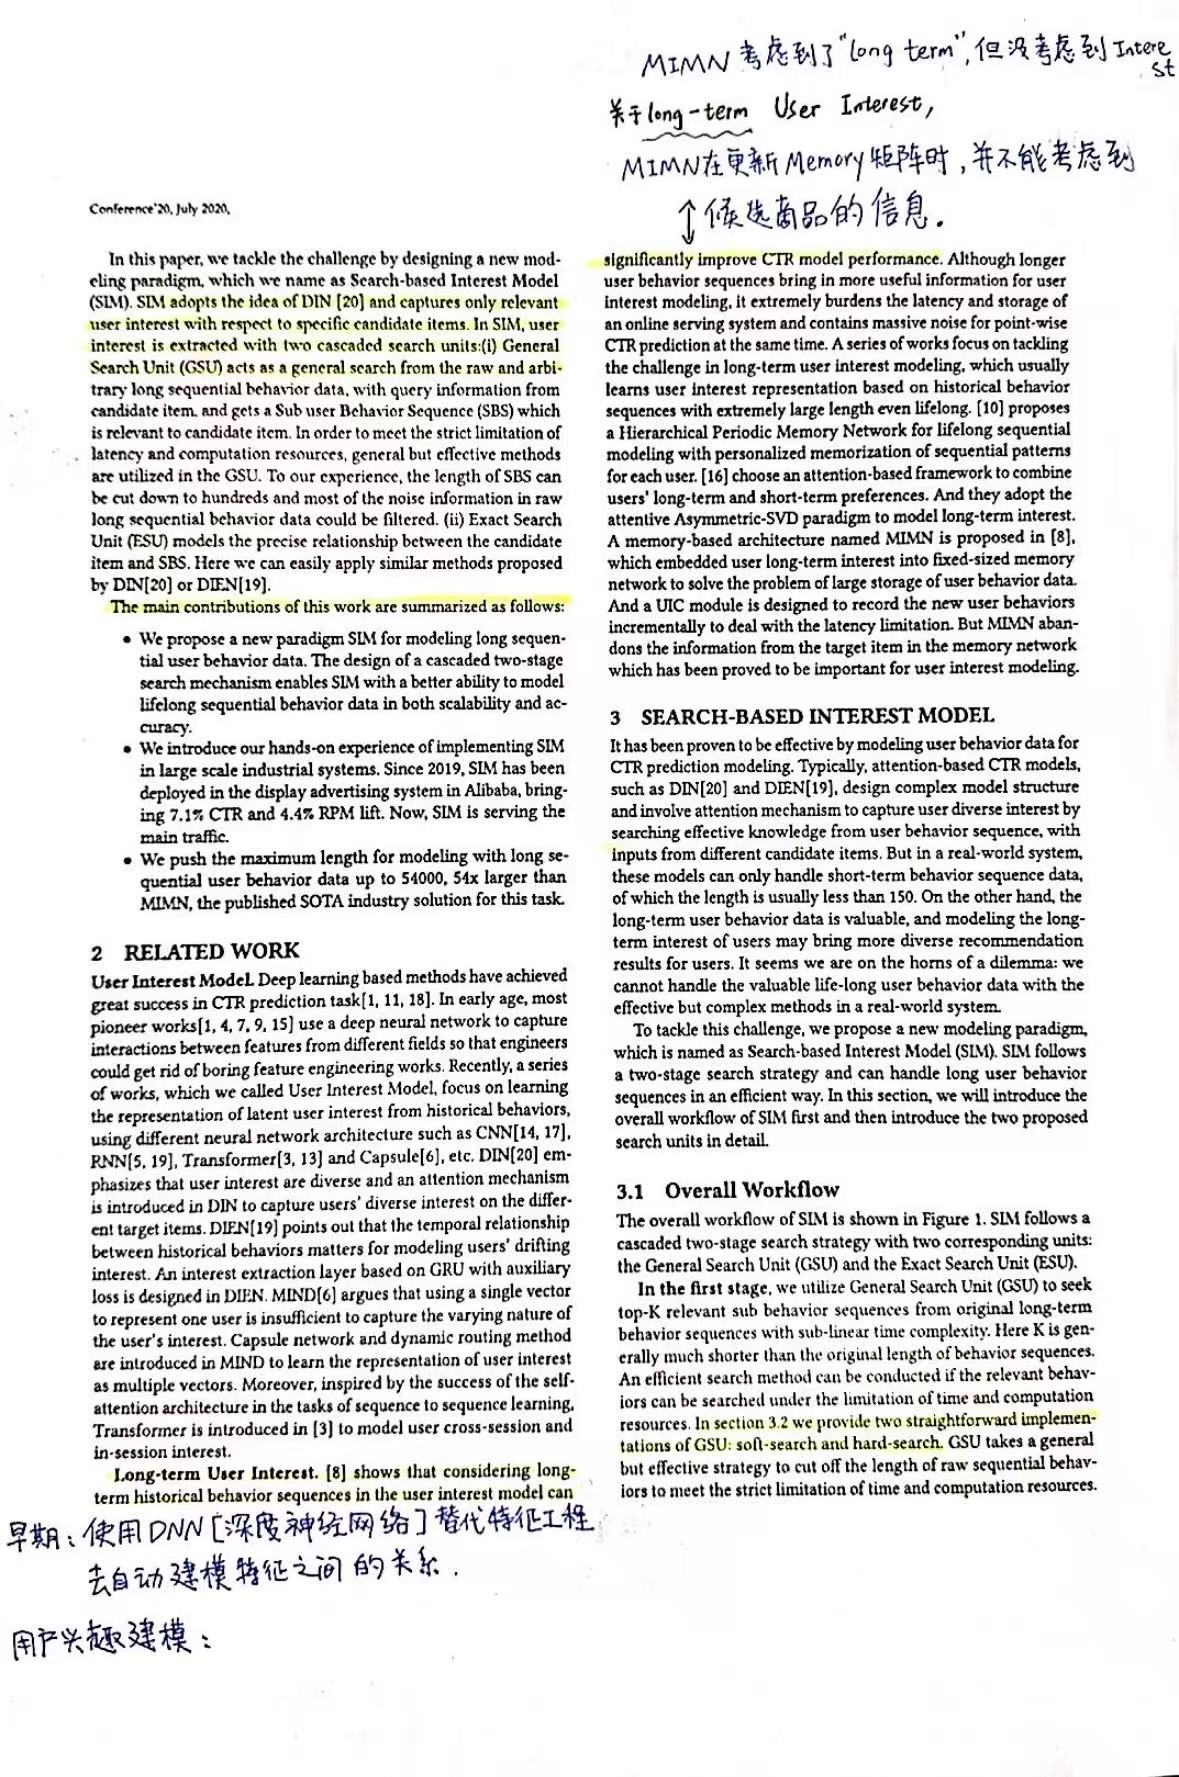 MIMN 考虑到了"long term",但没考虑到Interest
关于long-term User Interest,
MIMN在更新Memory矩阵时,并不能考虑到
↕候选商品的信息.
Conference'20, July 2020,
In this paper, we tackle the challenge by designing a new mod-
eling paradigm, which we name as Search-based Interest Model
(SIM). SIM adopts the idea of DIN [20] and captures only relevant
user interest with respect to specific candidate items. In SIM, user
interest is extracted with two cascaded search units:(i) General
Search Unit (GSU) acts as a general search from the raw and arbi-
trary long sequential behavior data, with query information from
candidate item, and gets a Sub user Behavior Sequence (SBS) which
is relevant to candidate item. In order to meet the strict limitation of
latency and computation resources, general but effective methods
are utilized in the GSU. To our experience, the length of SBS can
be cut down to hundreds and most of the noise information in raw
long sequential behavior data could be filtered. (ii) Exact Search
Unit (ESU) models the precise relationship between the candidate
item and SBS. Here we can easily apply similar methods proposed
by DIN[20] or DIEN[19].
The main contributions of this work are summarized as follows:
• We propose a new paradigm SIM for modeling long sequen-
tial user behavior data. The design of a cascaded two-stage
search mechanism enables SIM with a better ability to model
lifelong sequential behavior data in both scalability and ac-
curacy.
• We introduce our hands-on experience of implementing SIM
in large scale industrial systems. Since 2019, SIM has been
deployed in the display advertising system in Alibaba, bring-
ing 7.1% CTR and 4.4% RPM lift. Now, SIM is serving the
main traffic.
• We push the maximum length for modeling with long se-
quential user behavior data up to 54000, 54x larger than
MIMN, the published SOTA industry solution for this task.
2 RELATED WORK
User Interest Model. Deep learning based methods have achieved
great success in CTR prediction task[1, 11, 18]. In early age, most
pioneer works[1, 4, 7, 9, 15] use a deep neural network to capture
interactions between features from different fields so that engineers
could get rid of boring feature engineering works. Recently, a series
of works, which we called User Interest Model, focus on learning
the representation of latent user interest from historical behaviors,
using different neural network architecture such as CNN[14, 17],
RNN[5, 19], Transformer[3, 13] and Capsule[6], etc. DIN[20] em-
phasizes that user interest are diverse and an attention mechanism
is introduced in DIN to capture users' diverse interest on the differ-
ent target items. DIEN[19] points out that the temporal relationship
between historical behaviors matters for modeling users' drifting
interest. An interest extraction layer based on GRU with auxiliary
loss is designed in DIEN. MIND[6] argues that using a single vector
to represent one user is insufficient to capture the varying nature of
the user's interest. Capsule network and dynamic routing method
are introduced in MIND to learn the representation of user interest
as multiple vectors. Moreover, inspired by the success of the self-
attention architecture in the tasks of sequence to sequence learning,
Transformer is introduced in [3] to model user cross-session and
in-session interest.
Long-term User Interest. [8] shows that considering long-
term historical behavior sequences in the user interest model can
significantly improve CTR model performance. Although longer
user behavior sequences bring in more useful information for user
interest modeling, it extremely burdens the latency and storage of
an online serving system and contains massive noise for point-wise
CTR prediction at the same time. A series of works focus on tackling
the challenge in long-term user interest modeling, which usually
learns user interest representation based on historical behavior
sequences with extremely large length even lifelong. [10] proposes
a Hierarchical Periodic Memory Network for lifelong sequential
modeling with personalized memorization of sequential patterns
for each user. [16] choose an attention-based framework to combine
users' long-term and short-term preferences. And they adopt the
attentive Asymmetric-SVD paradigm to model long-term interest.
A memory-based architecture named MIMN is proposed in [8],
which embedded user long-term interest into fixed-sized memory
network to solve the problem of large storage of user behavior data.
And a UIC module is designed to record the new user behaviors
incrementally to deal with the latency limitation. But MIMN aban-
dons the information from the target item in the memory network
which has been proved to be important for user interest modeling.
3 SEARCH-BASED INTEREST MODEL
It has been proven to be effective by modeling user behavior data for
CTR prediction modeling. Typically, attention-based CTR models,
such as DIN[20] and DIEN[19], design complex model structure
and involve attention mechanism to capture user diverse interest by
searching effective knowledge from user behavior sequence, with
inputs from different candidate items. But in a real-world system,
these models can only handle short-term behavior sequence data,
of which the length is usually less than 150. On the other hand, the
long-term user behavior data is valuable, and modeling the long-
term interest of users may bring more diverse recommendation
results for users. It seems we are on the horns of a dilemma: we
cannot handle the valuable life-long user behavior data with the
effective but complex methods in a real-world system.
To tackle this challenge, we propose a new modeling paradigm,
which is named as Search-based Interest Model (SIM). SIM follows
a two-stage search strategy and can handle long user behavior
sequences in an efficient way. In this section, we will introduce the
overall workflow of SIM first and then introduce the two proposed
search units in detail.
3.1 Overall Workflow
The overall workflow of SIM is shown in Figure 1. SIM follows a
cascaded two-stage search strategy with two corresponding units:
the General Search Unit (GSU) and the Exact Search Unit (ESU).
In the first stage, we utilize General Search Unit (GSU) to seek
top-K relevant sub behavior sequences from original long-term
behavior sequences with sub-linear time complexity. Here K is gen-
erally much shorter than the original length of behavior sequences.
An efficient search method can be conducted if the relevant behav-
iors can be searched under the limitation of time and computation
resources. In section 3.2 we provide two straightforward implemen-
tations of GSU: soft-search and hard-search. GSU takes a general
but effective strategy to cut off the length of raw sequential behav-
iors to meet the strict limitation of time and computation resources.
早期:使用DNN[深度神经网络]替代特征工程
去自动建模特征之间的关系.
用户兴趣建模: